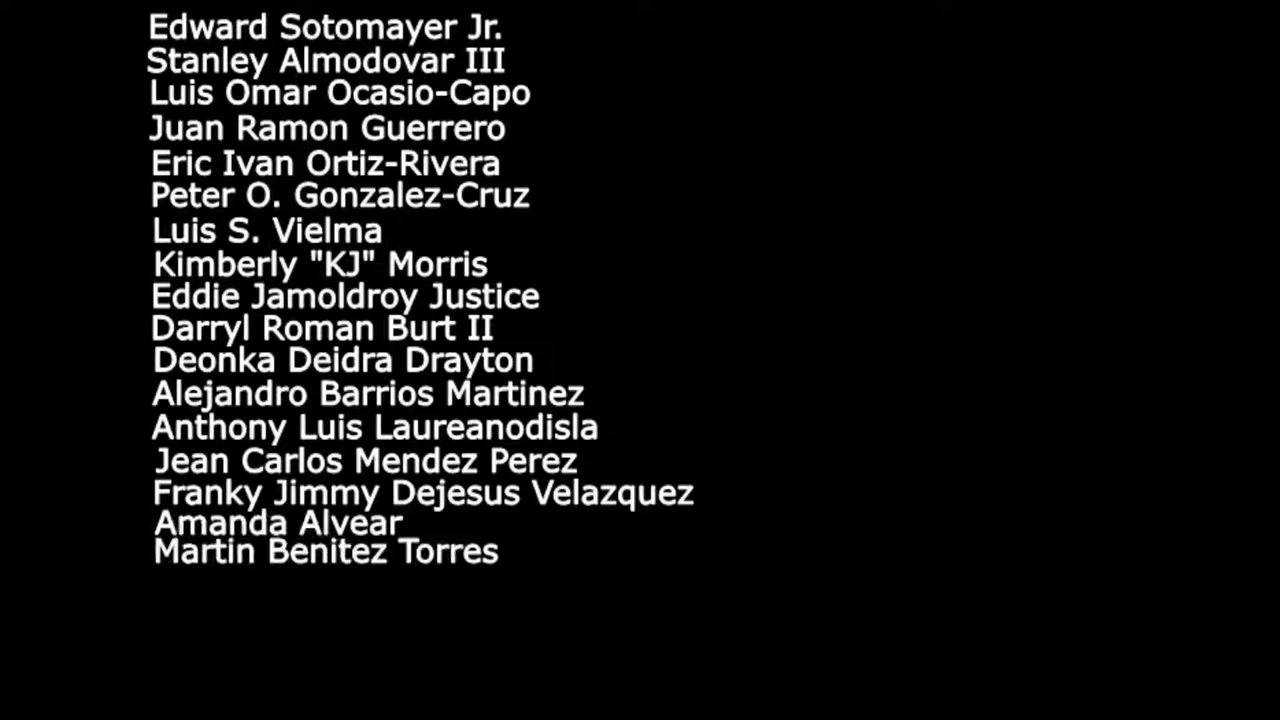 Edward Sotomayer Jr.
Stanley Almodovar III
Luis Omar Ocasio-Capo
Juan Ramon Guerrero
Eric Ivan Ortiz-Rivera
Peter O. Gonzalez-Cruz
Luis S. Vielma
Kimberly "KJ" Morris
Eddie Jamoldroy Justice
Darryl Roman Burt II
Deonka Deidra Drayton
Alejandro Barrios Martinez
Anthony Luis Laureanodisla
Jean Carlos Mendez Perez
Franky Jimmy Dejesus Velazquez
Amanda Alvear
Martin Benitez Torres